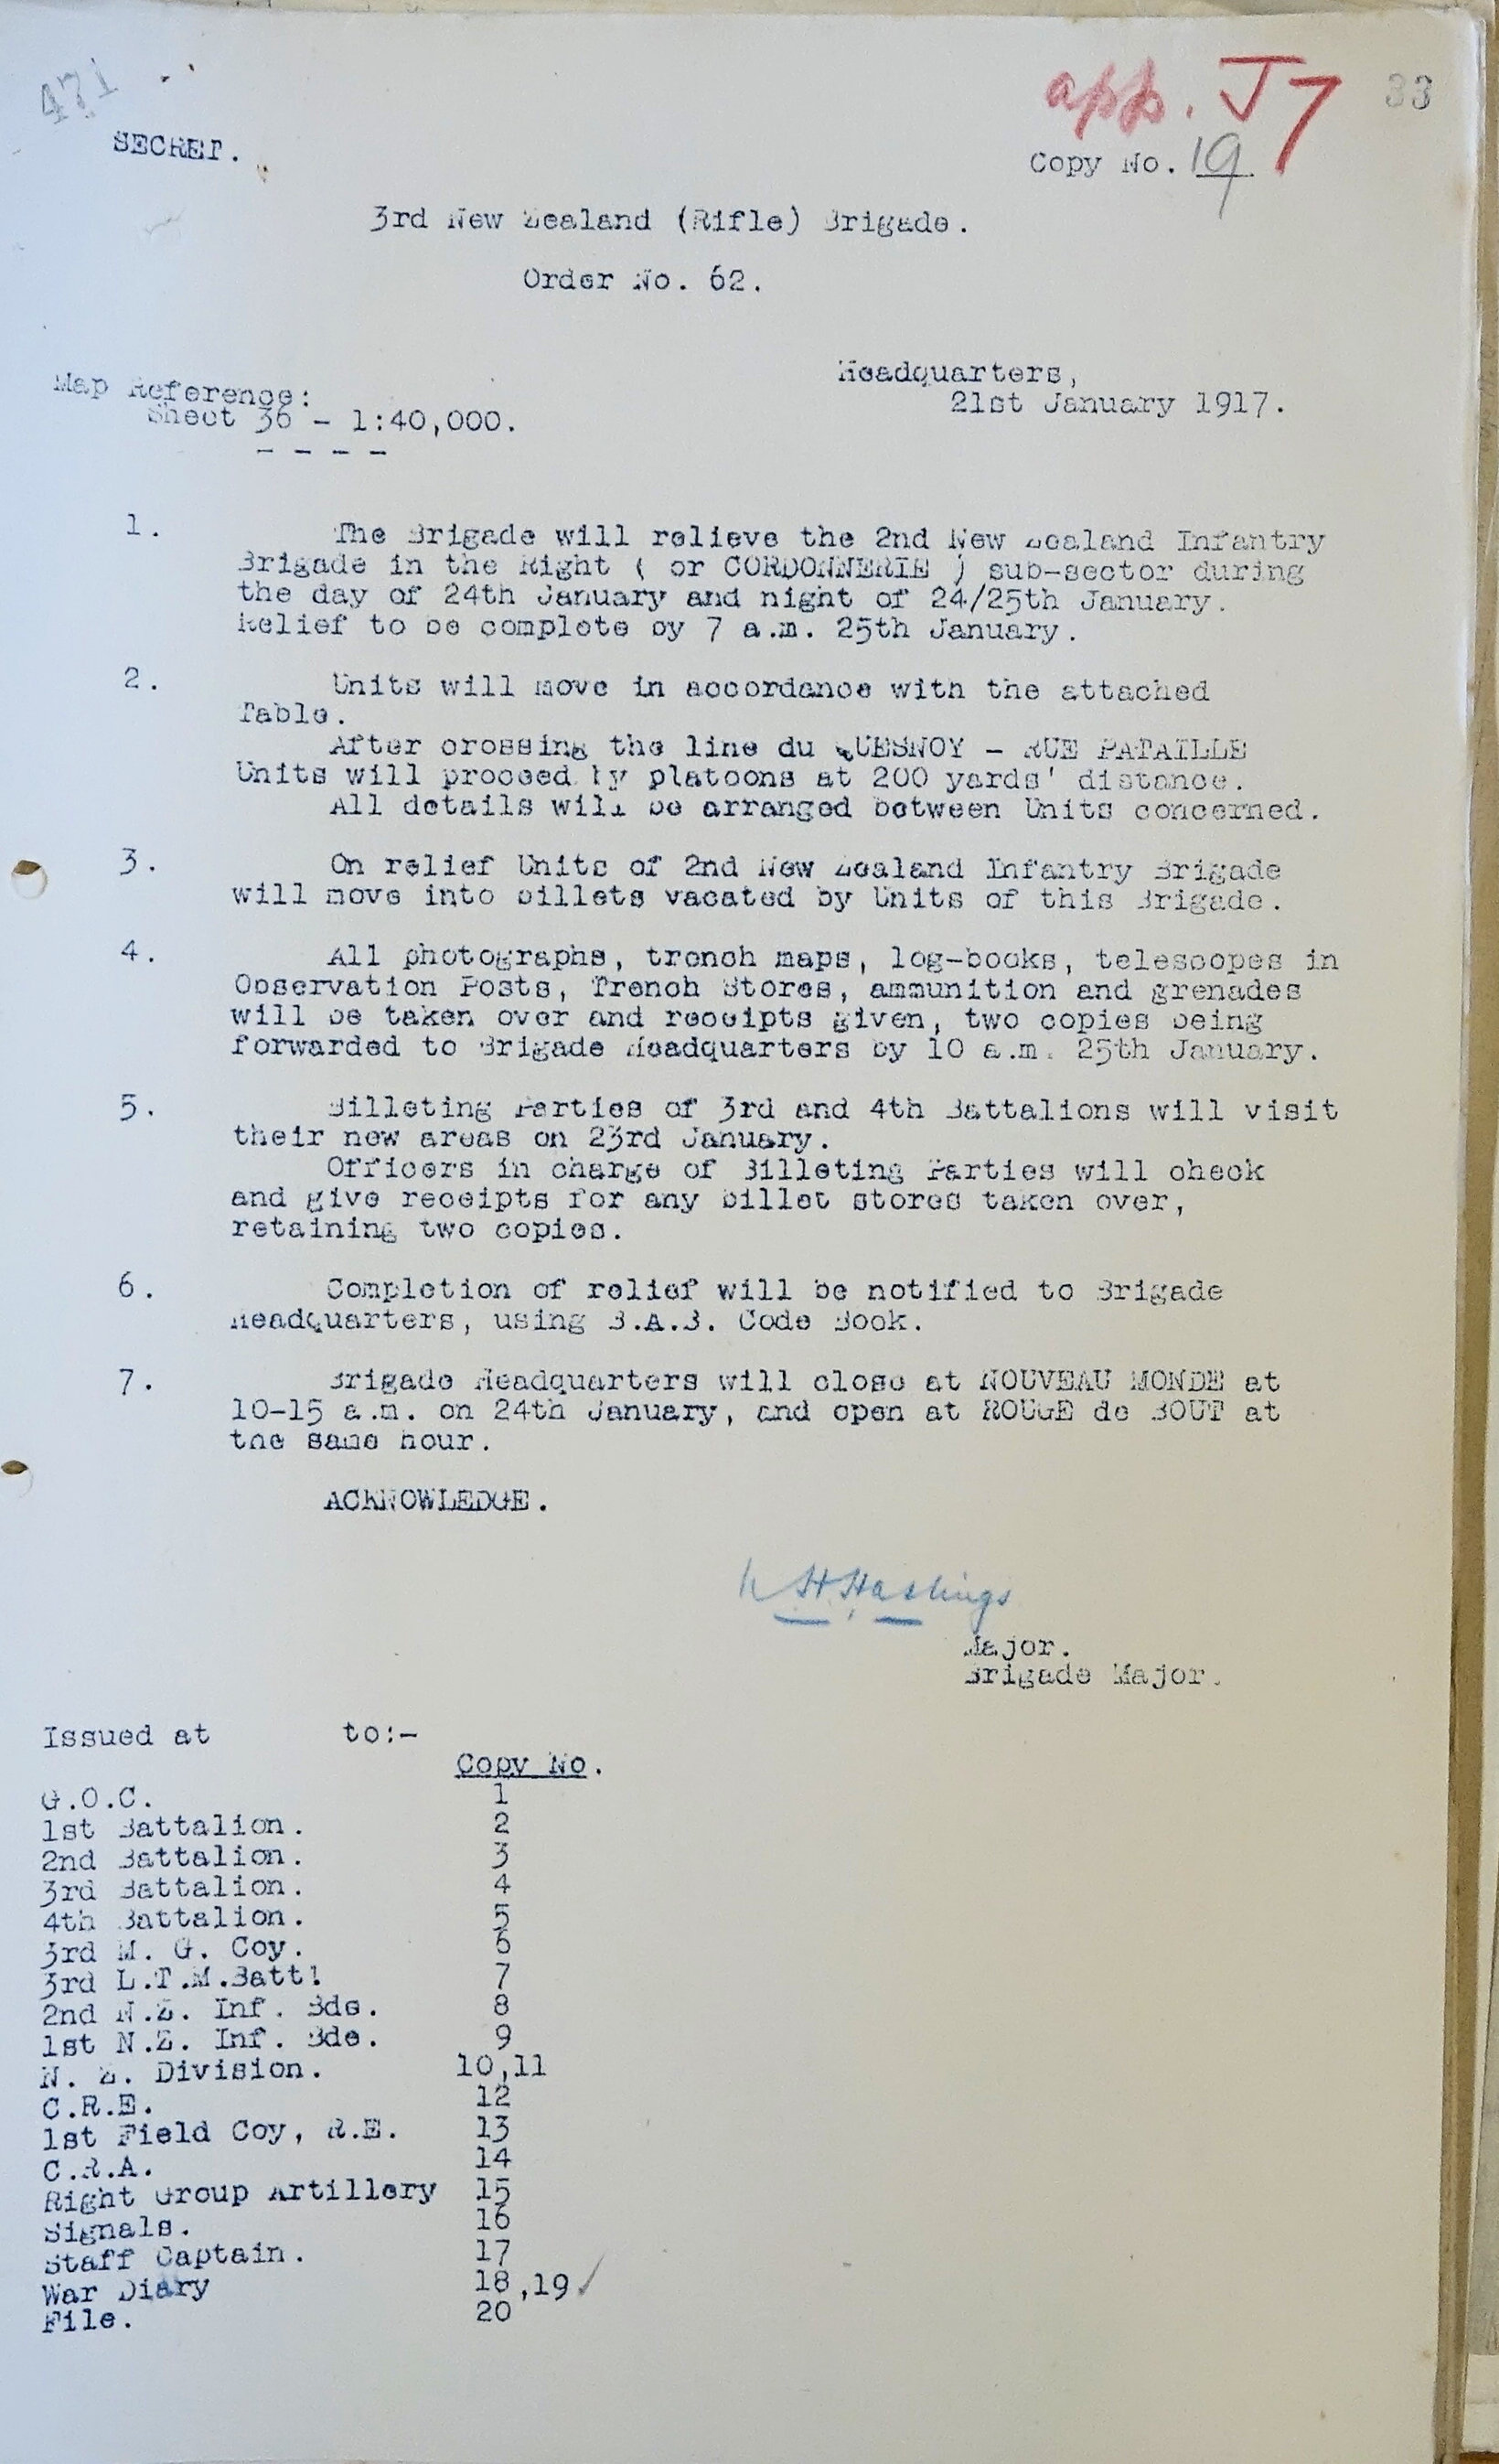 471
app. J7
33
SECRET.
Copy No. 19
3rd New Zealand (Rifle) Brigade.
Order No. 62.
Headquarters,
21st January 1917.
Map Reference:
Sheet 36 - 1:40,000.
- - - -
1. The Brigade will relieve the 2nd New Zealand Infantry
Brigade in the Right ( or CORDONNERIE ) sub-sector during
the day of 24th January and night of 24/25th January.
Relief to be complete by 7 a.m. 25th January.
2. Units will move in accordance with the attached
Table.
After crossing the line du QUESNOY - RUE PATAILLE
Units will proceed by platoons at 200 yards' distance.
All details will be arranged between Units concerned.
3. On relief Units of 2nd New Zealand Infantry Brigade
will move into billets vacated by Units of this Brigade.
4. All photographs, trench maps, log-books, telescopes in
Observation Posts, Trench Stores, ammunition and grenades
will be taken over and receipts given, two copies being
forwarded to Brigade Headquarters by 10 a.m. 25th January.
5. Billeting Parties of 3rd and 4th Battalions will visit
their new areas on 23rd January.
Officers in charge of Billeting Parties will check
and give receipts for any billet stores taken over,
retaining two copies.
6. Completion of relief will be notified to Brigade
Headquarters, using B.A.B. Code Book.
7. Brigade Headquarters will close at NOUVEAU MONDE at
10-15 a.m. on 24th January, and open at ROUGE de BOUT at
the same hour.
ACKNOWLEDGE.
H Hastings
Major.
Brigade Major.
Issued at to:-
Copy No.
G.O.C. 1
1st Battalion. 2
2nd Battalion. 3
3rd Battalion. 4
4th Battalion. 5
3rd M. G. Coy. 6
3rd L.T.M.Batt! 7
2nd N.Z. Inf. Bde. 8
1st N.Z. Inf. Bde. 9
N. Z. Division. 10,11
C.R.E. 12
1st Field Coy, R.E. 13
C.R.A. 14
Right Group Artillery 15
Signals. 16
Staff Captain. 17
War Diary 18,19 ✓
File. 20